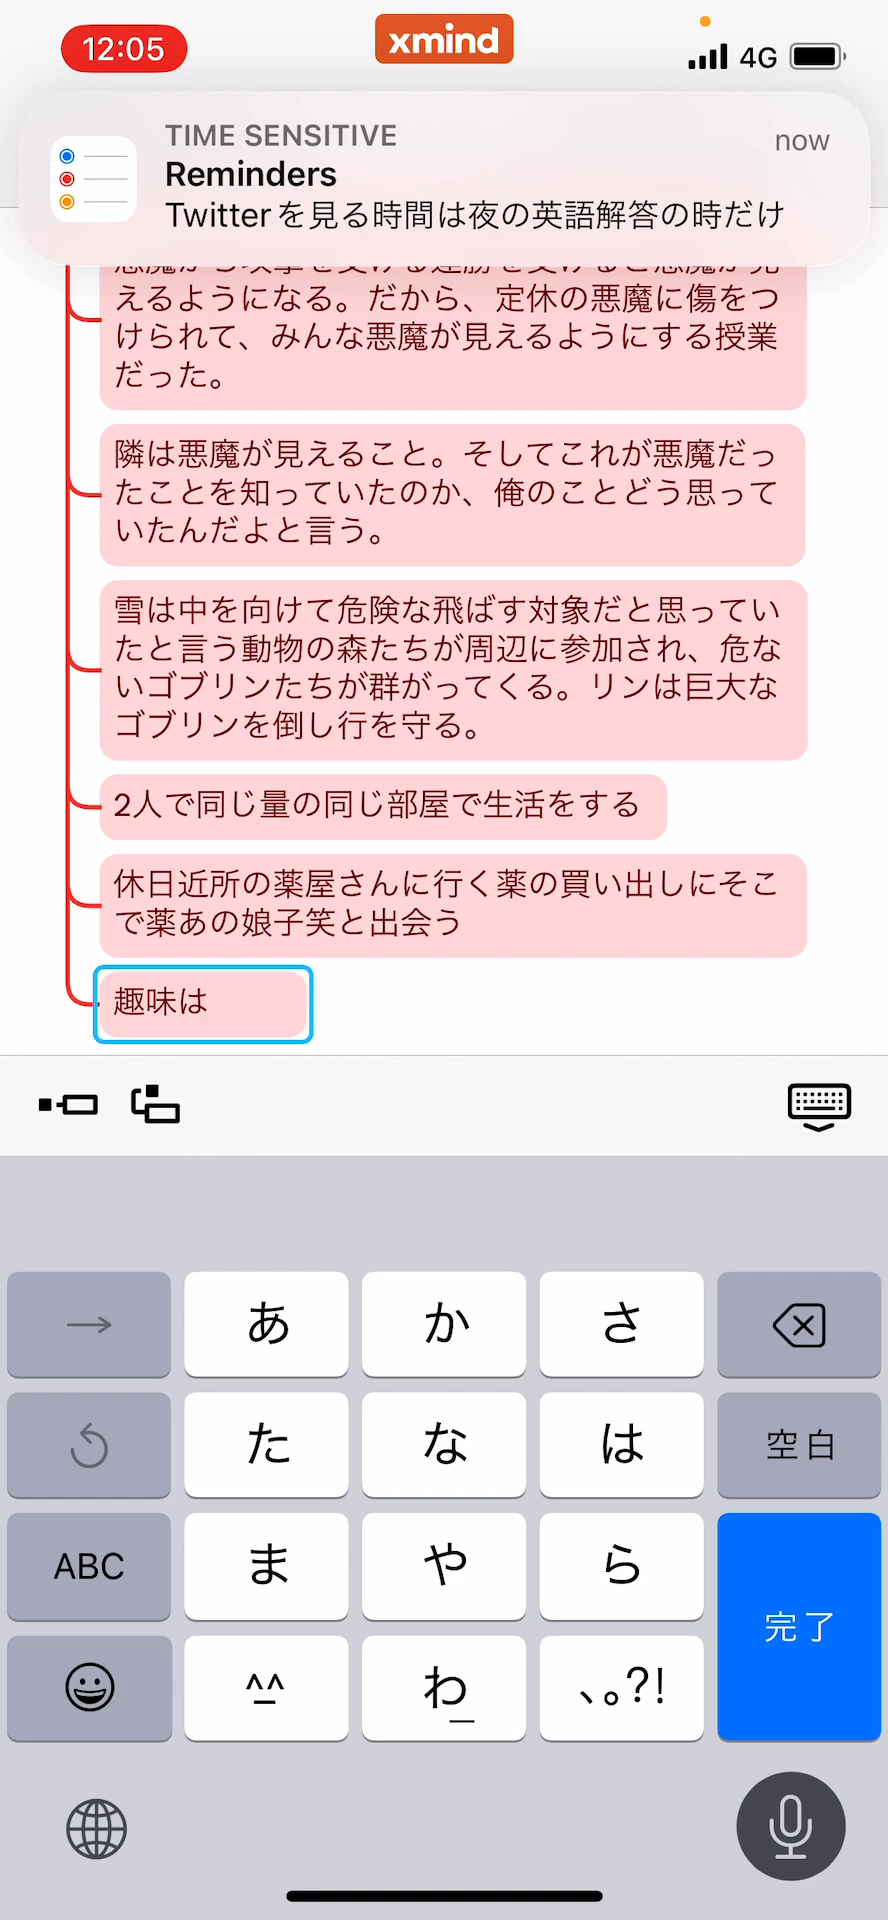 12:05
xmind
4G
TIME SENSITIVE
now
Reminders
Twitterを見る時間は夜の英語解答の時だけ
えるようになる。だから、定休の悪魔に傷をつ
けられて、みんな悪魔が見えるようにする授業
だった。
隣は悪魔が見えること。そしてこれが悪魔だっ
たことを知っていたのか、俺のことどう思って
いたんだよと言う。
雪は中を向けて危険な飛ばす対象だと思ってい
たと言う動物の森たちが周辺に参加され、危な
いゴブリンたちが群がってくる。リンは巨大な
ゴブリンを倒し行を守る。
2人で同じ量の同じ部屋で生活をする
休日近所の薬屋さんに行く薬の買い出しにそこ
で薬あの娘子笑と出会う
趣味は
→
あ
か
さ
た
な
は
空白
ABC
ま
や
ら
完了
^_^
わ_
、。?!